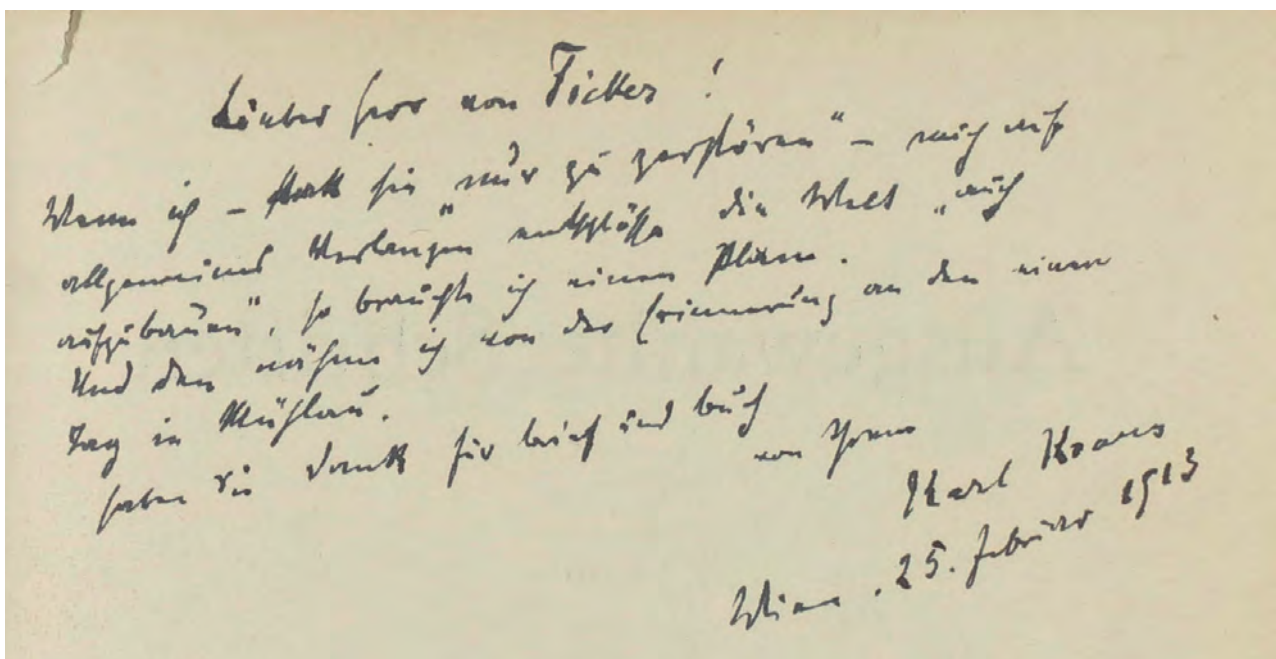 Lieber Herr von Ficker!
Wenn ich – statt sie „nur zu zerstören“ – mich auf
allgemeines Verlangen entschlösse die Welt „auch
aufzubauen“, so brauchte ich einen Plan.
Und den nähme ich von der Erinnerung an den einen
Tag in Mühlau.
Haben Sie Dank für Brief und Buch
von Ihrem
Karl Kraus
Wien, 25. Februar 1913